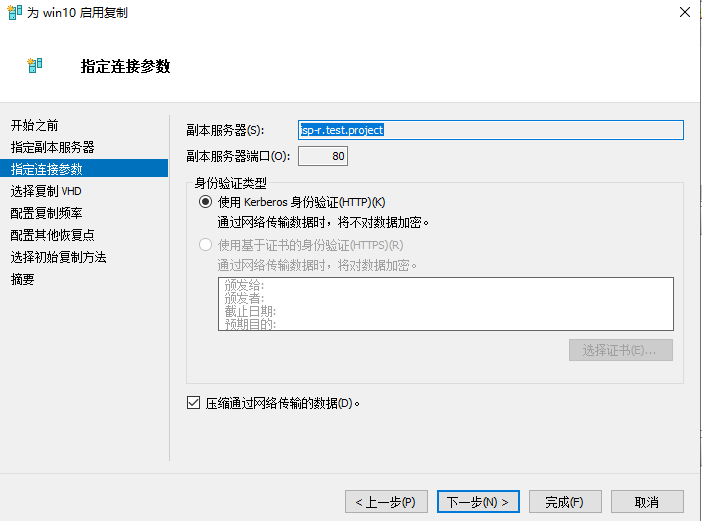 为 win10 启用复制
指定连接参数
开始之前
指定副本服务器
指定连接参数
选择复制 VHD
配置复制频率
配置其他恢复点
选择初始复制方法
摘要
副本服务器(S):
isp-r.test.project
副本服务器端口(O):
80
身份验证类型
使用 Kerberos 身份验证(HTTP)(K)
通过网络传输数据时，将不对数据加密。
使用基于证书的身份验证(HTTPS)(R)
通过网络传输数据时，将对数据加密。
颁发给:
颁发者:
截止日期:
预期目的:
选择证书(E)...
压缩通过网络传输的数据(D)。
< 上一步(P)
下一步(N) >
完成(F)
取消